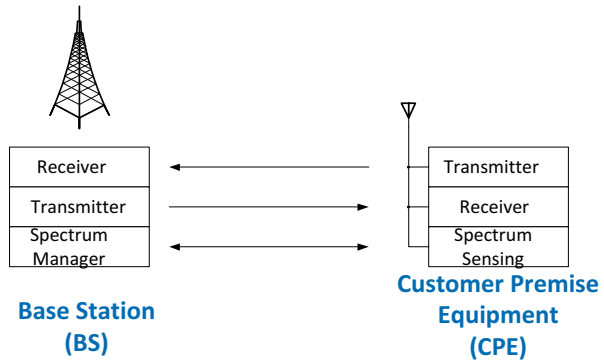 Receiver
Transmitter
Spectrum
Manager
Base Station
(BS)
Transmitter
Receiver
Spectrum
Sensing
Customer Premise
Equipment
(CPE)